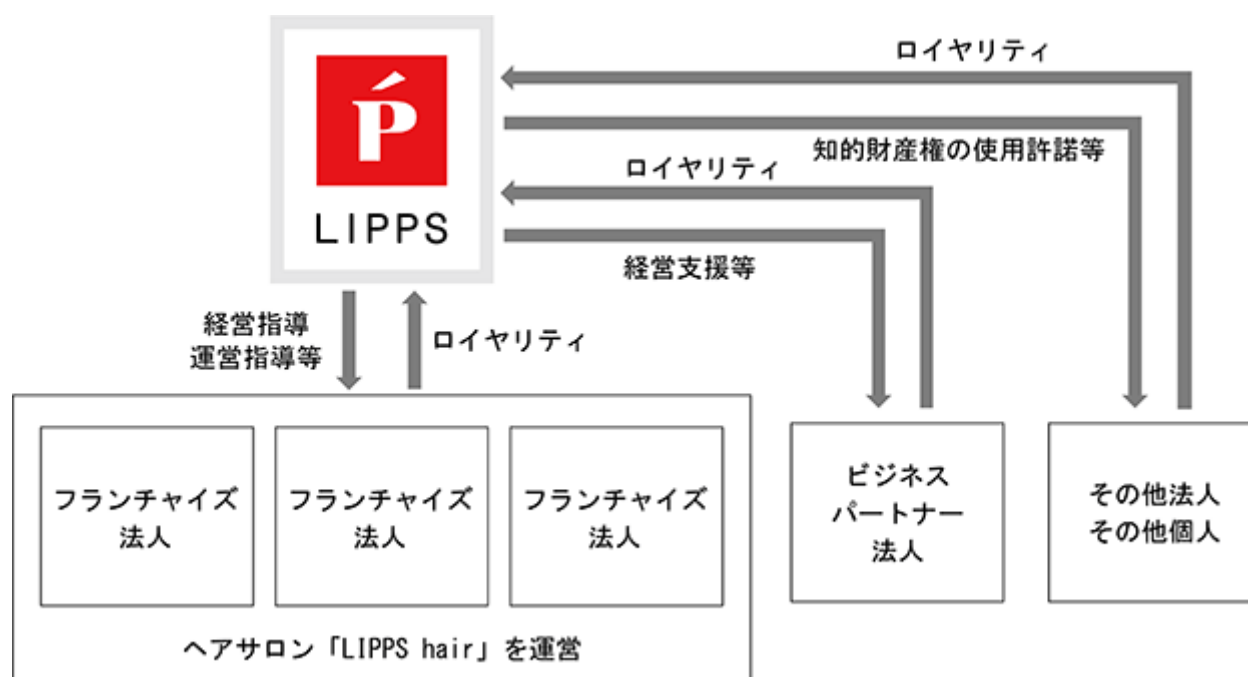 ロイヤリティ
Ṕ
LIPPS
知的財産権の使用許諾等
ロイヤリティ
経営支援等
経営指導
運営指導等
ロイヤリティ
フランチャイズ
法人
フランチャイズ
法人
フランチャイズ
法人
ビジネス
パートナー
法人
その他法人
その他個人
ヘアサロン「LIPPS hair」を運営